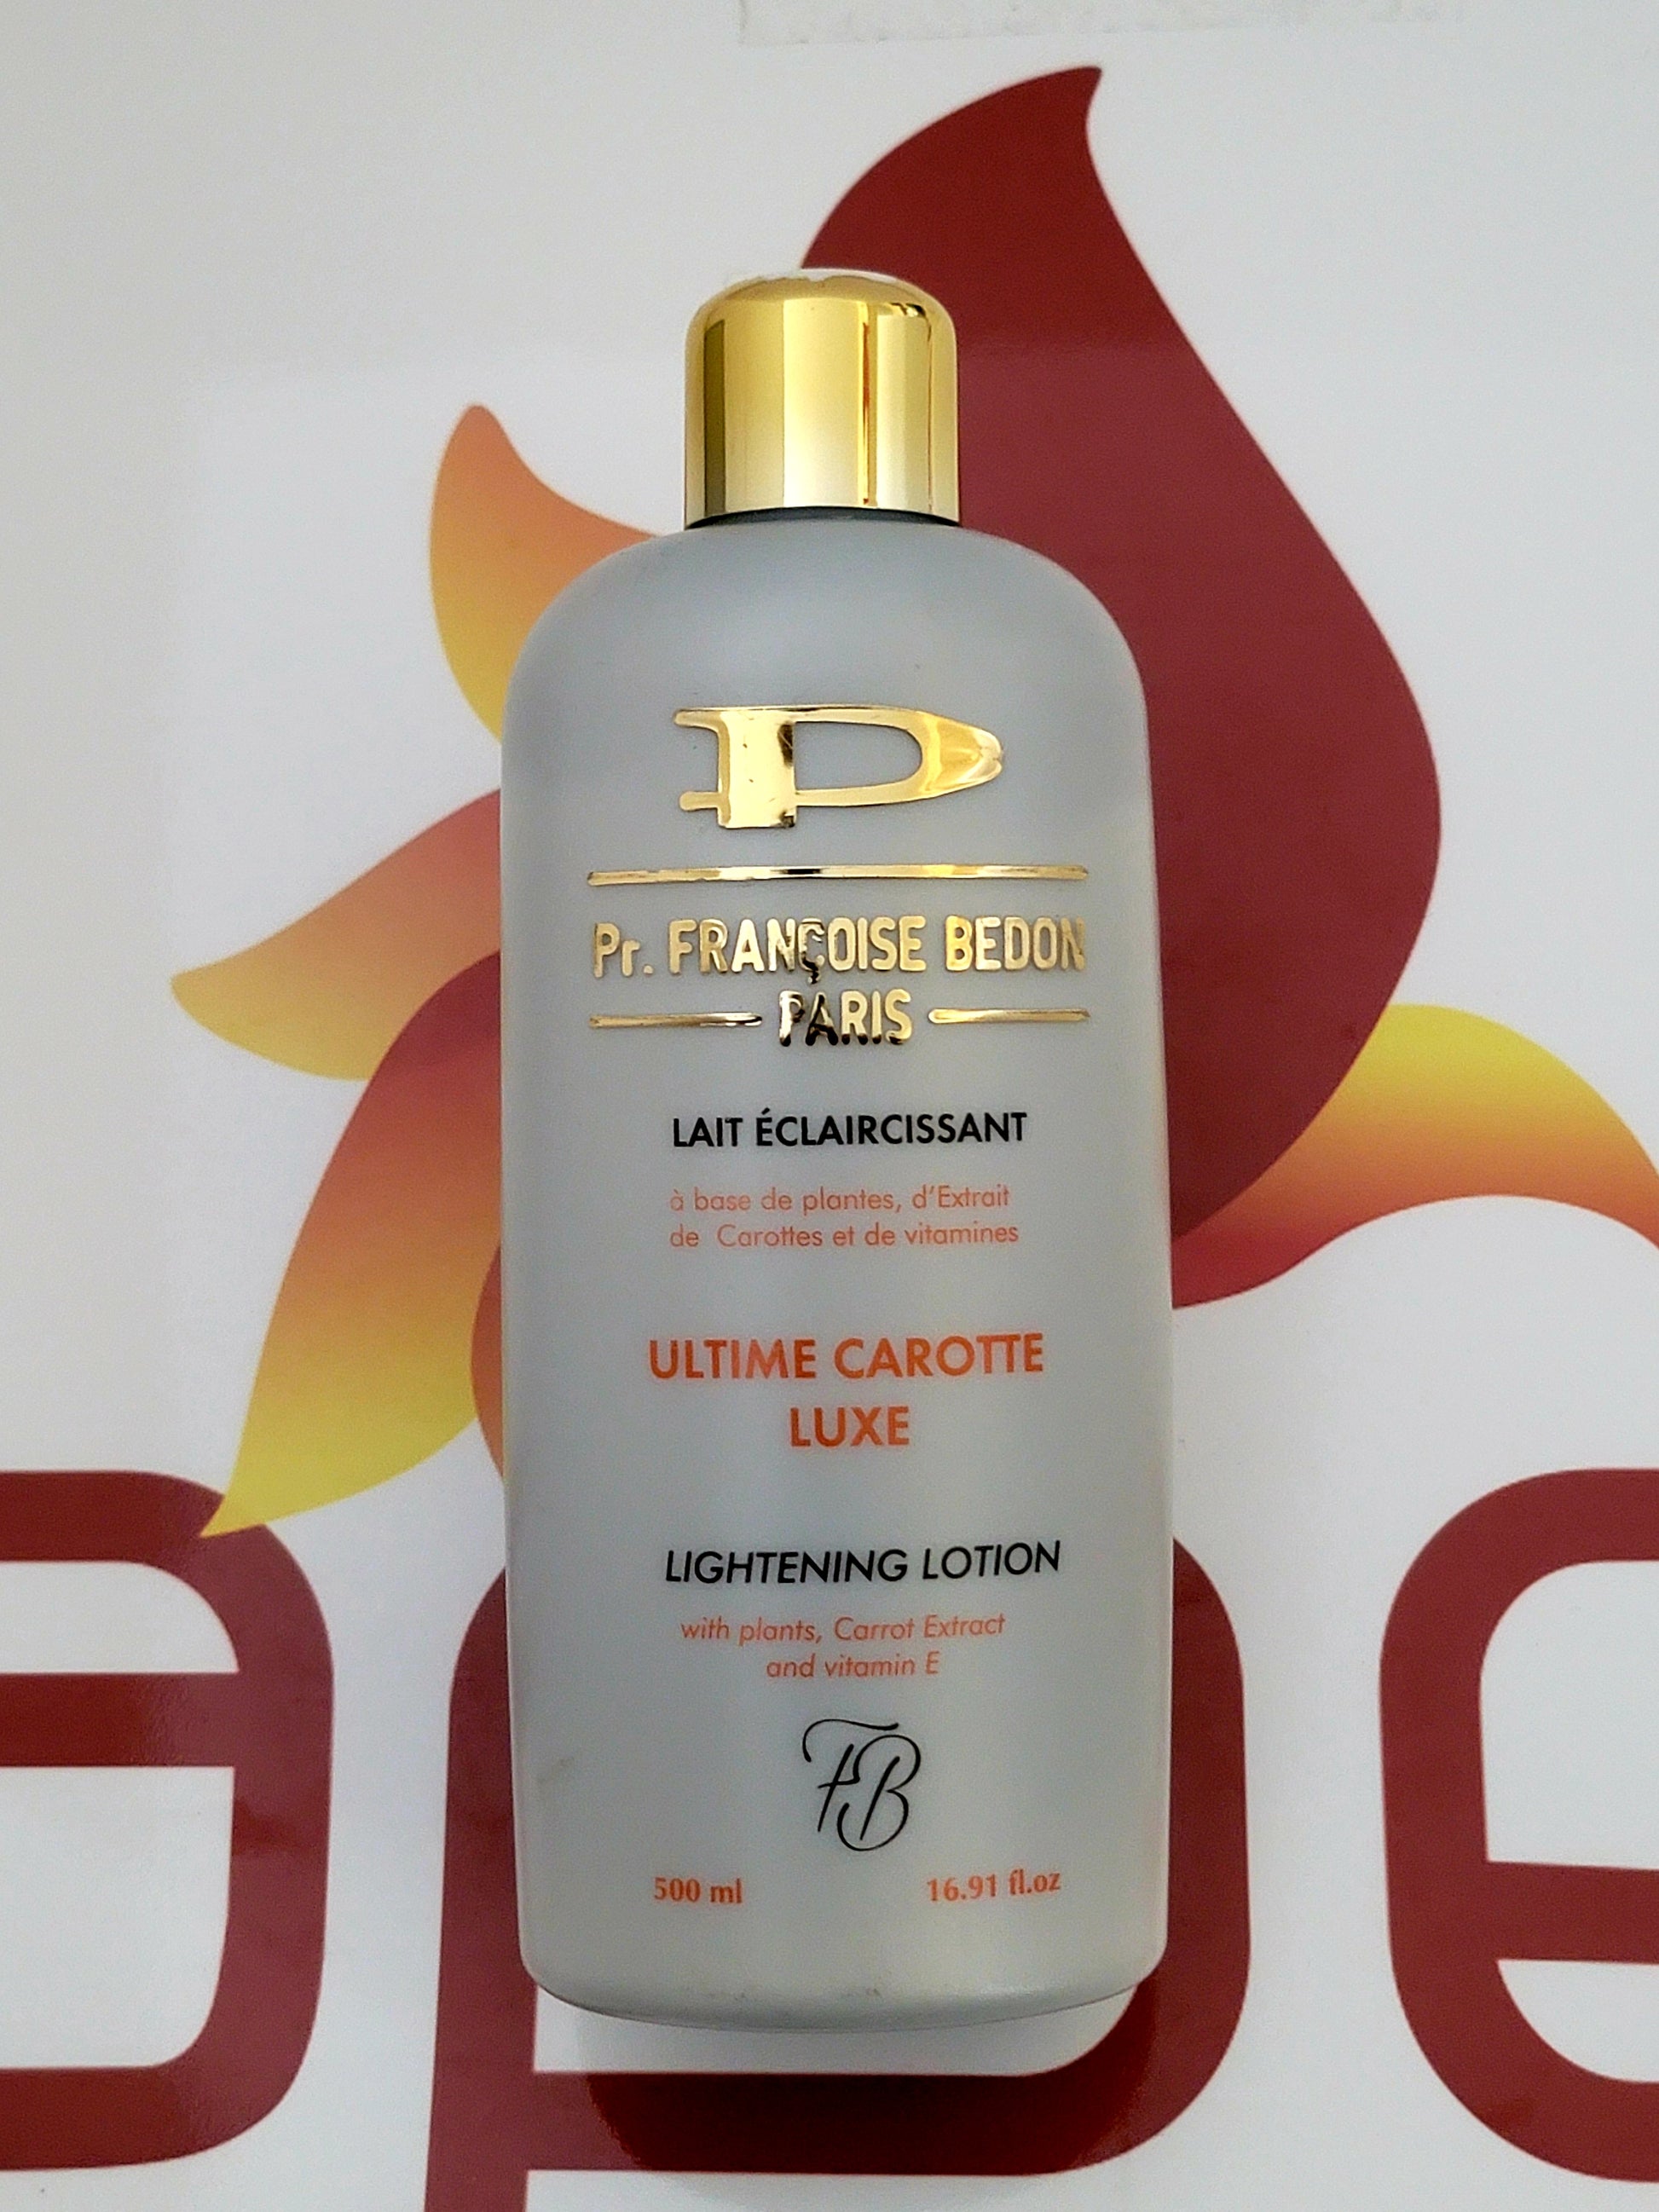 P
Pr. FRANÇOISE BEDON
PARIS
LAIT ÉCLAIRCISSANT
à base de plantes, d'Extrait
de Carottes et de vitamines
ULTIME CAROTTE
LUXE
LIGHTENING LOTION
with plants, Carrot Extract
and vitamin E
FB
500 ml 16.91 fl.oz